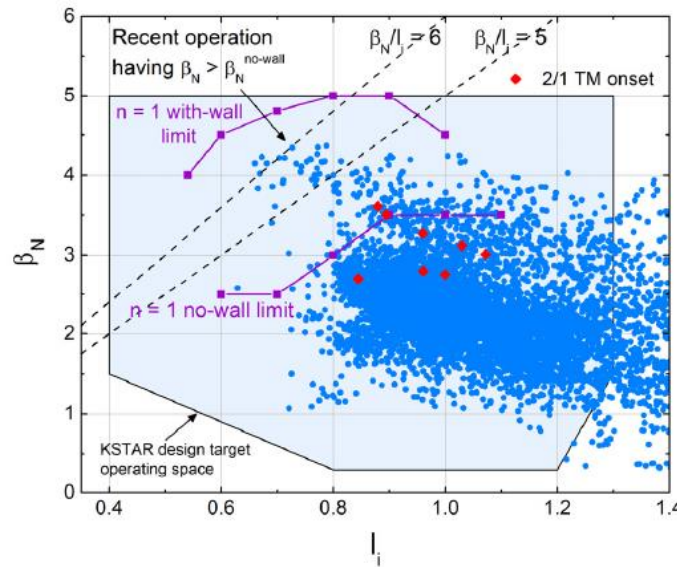 Recent operation
having βN > βN^no-wall
βN/li = 6
βN/li = 5
2/1 TM onset
n = 1 with-wall
limit
n = 1 no-wall limit
KSTAR design target
operating space
6
5
4
3
2
1
0
βN
0.4 0.6 0.8 1.0 1.2 1.4
li